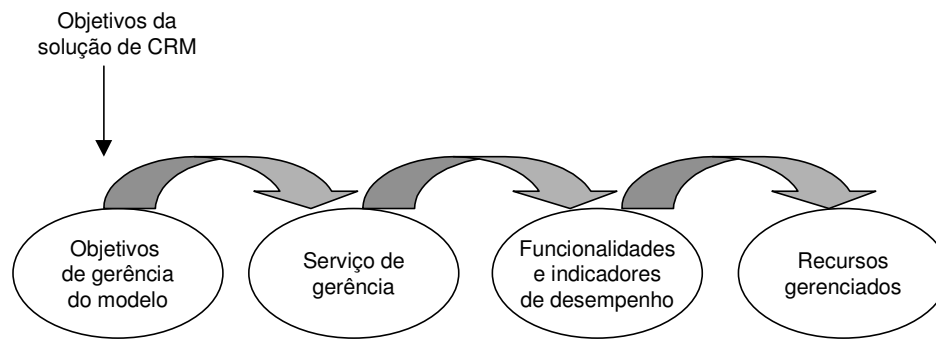 Objetivos da
solução de CRM
Objetivos
de gerência
do modelo
Serviço de
gerência
Funcionalidades
e indicadores
de desempenho
Recursos
gerenciados